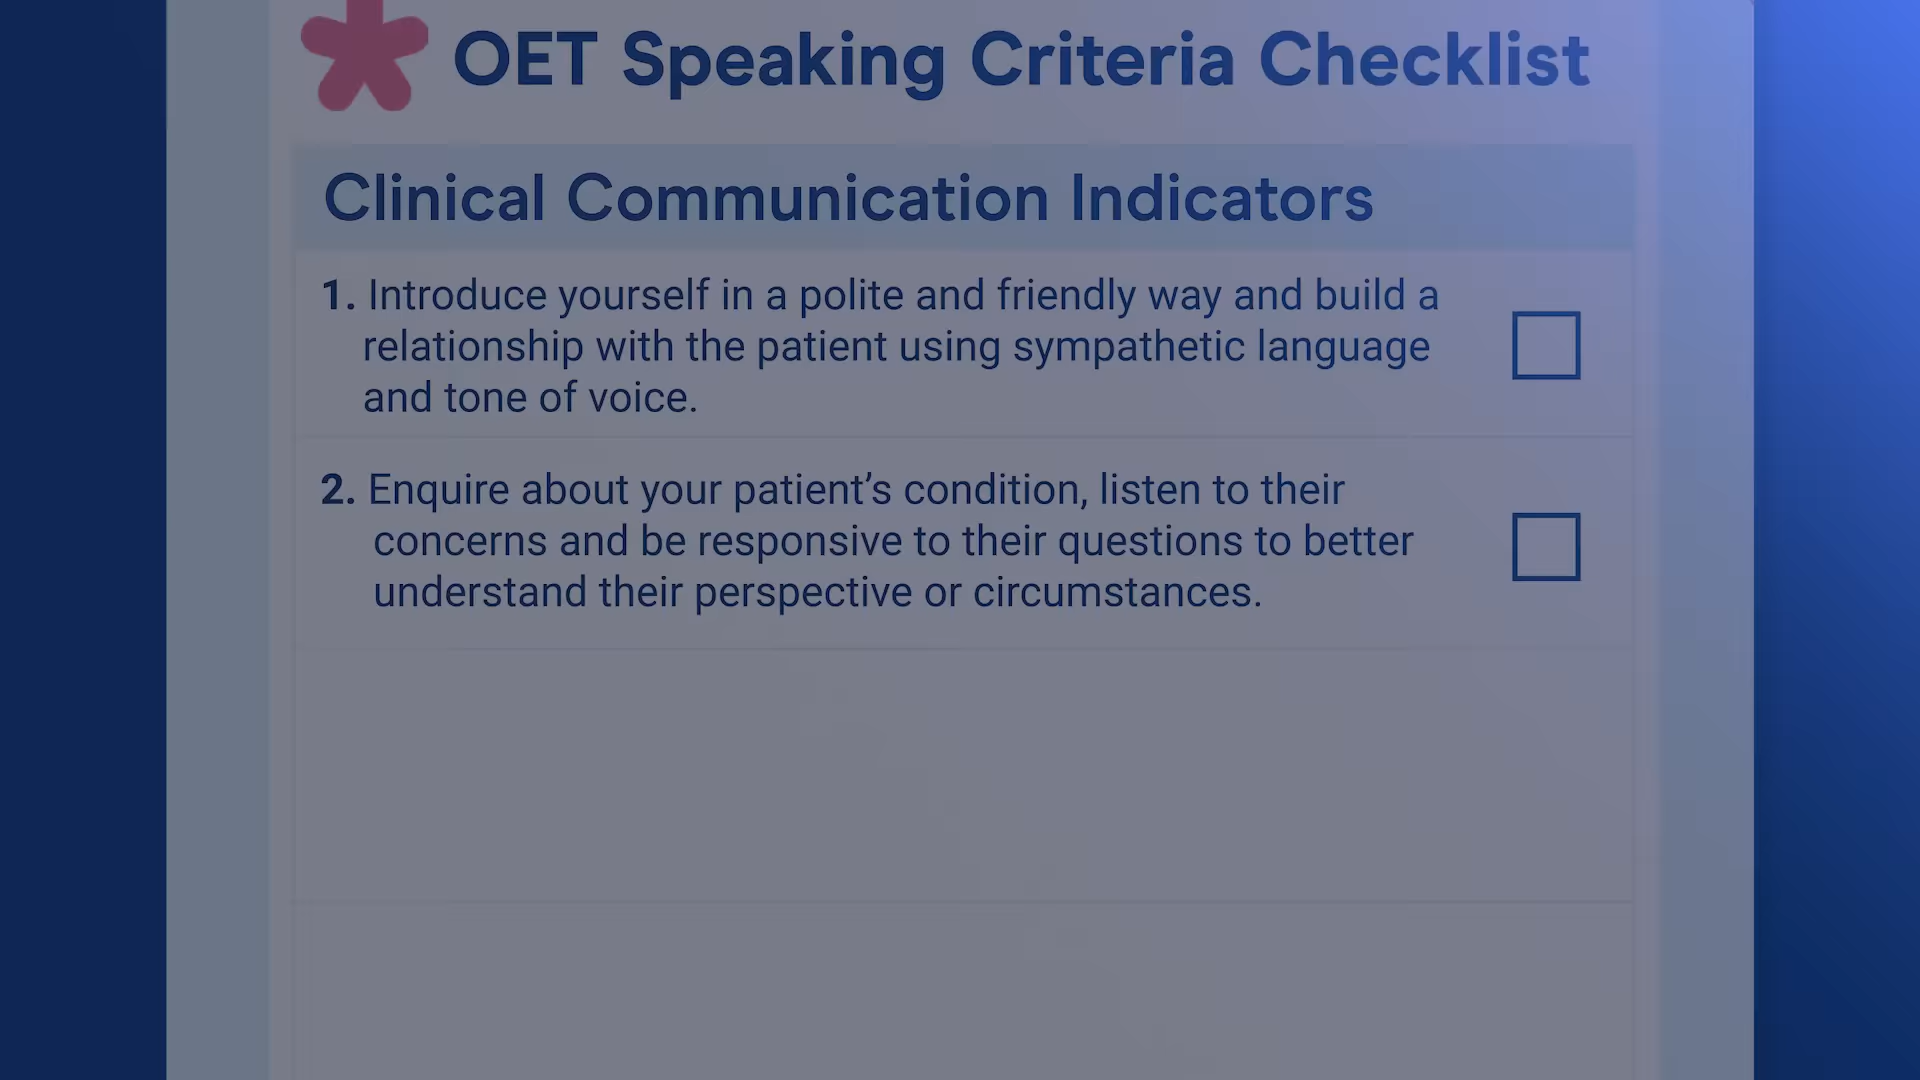 OET Speaking Criteria Checklist
Clinical Communication Indicators
1. Introduce yourself in a polite and friendly way and build a
relationship with the patient using sympathetic language
and tone of voice.
2. Enquire about your patient’s condition, listen to their
concerns and be responsive to their questions to better
understand their perspective or circumstances.